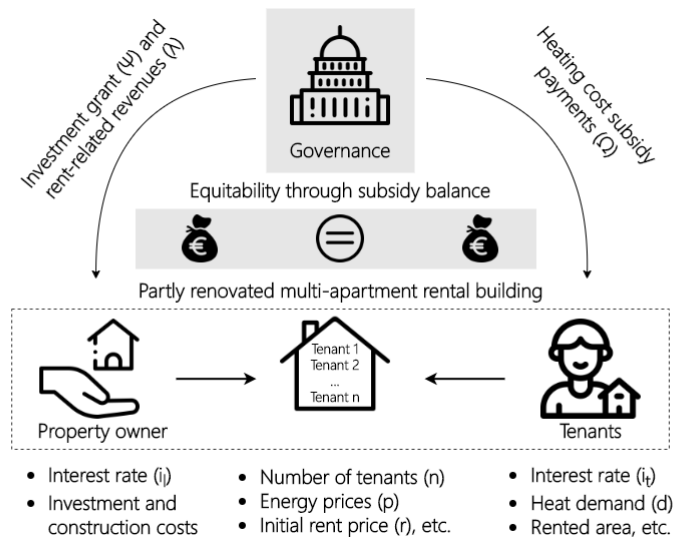 Investment grant (Ψ) and
rent-related revenues (λ)
Heating cost subsidy
payments (Ω)
Governance
Equitability through subsidy balance
€ = €
Partly renovated multi-apartment rental building
Tenant 1
Tenant 2
...
Tenant n
Property owner
Tenants
• Interest rate (iₗ)
• Investment and
construction costs
• Number of tenants (n)
• Energy prices (p)
• Initial rent price (r), etc.
• Interest rate (iₜ)
• Heat demand (d)
• Rented area, etc.